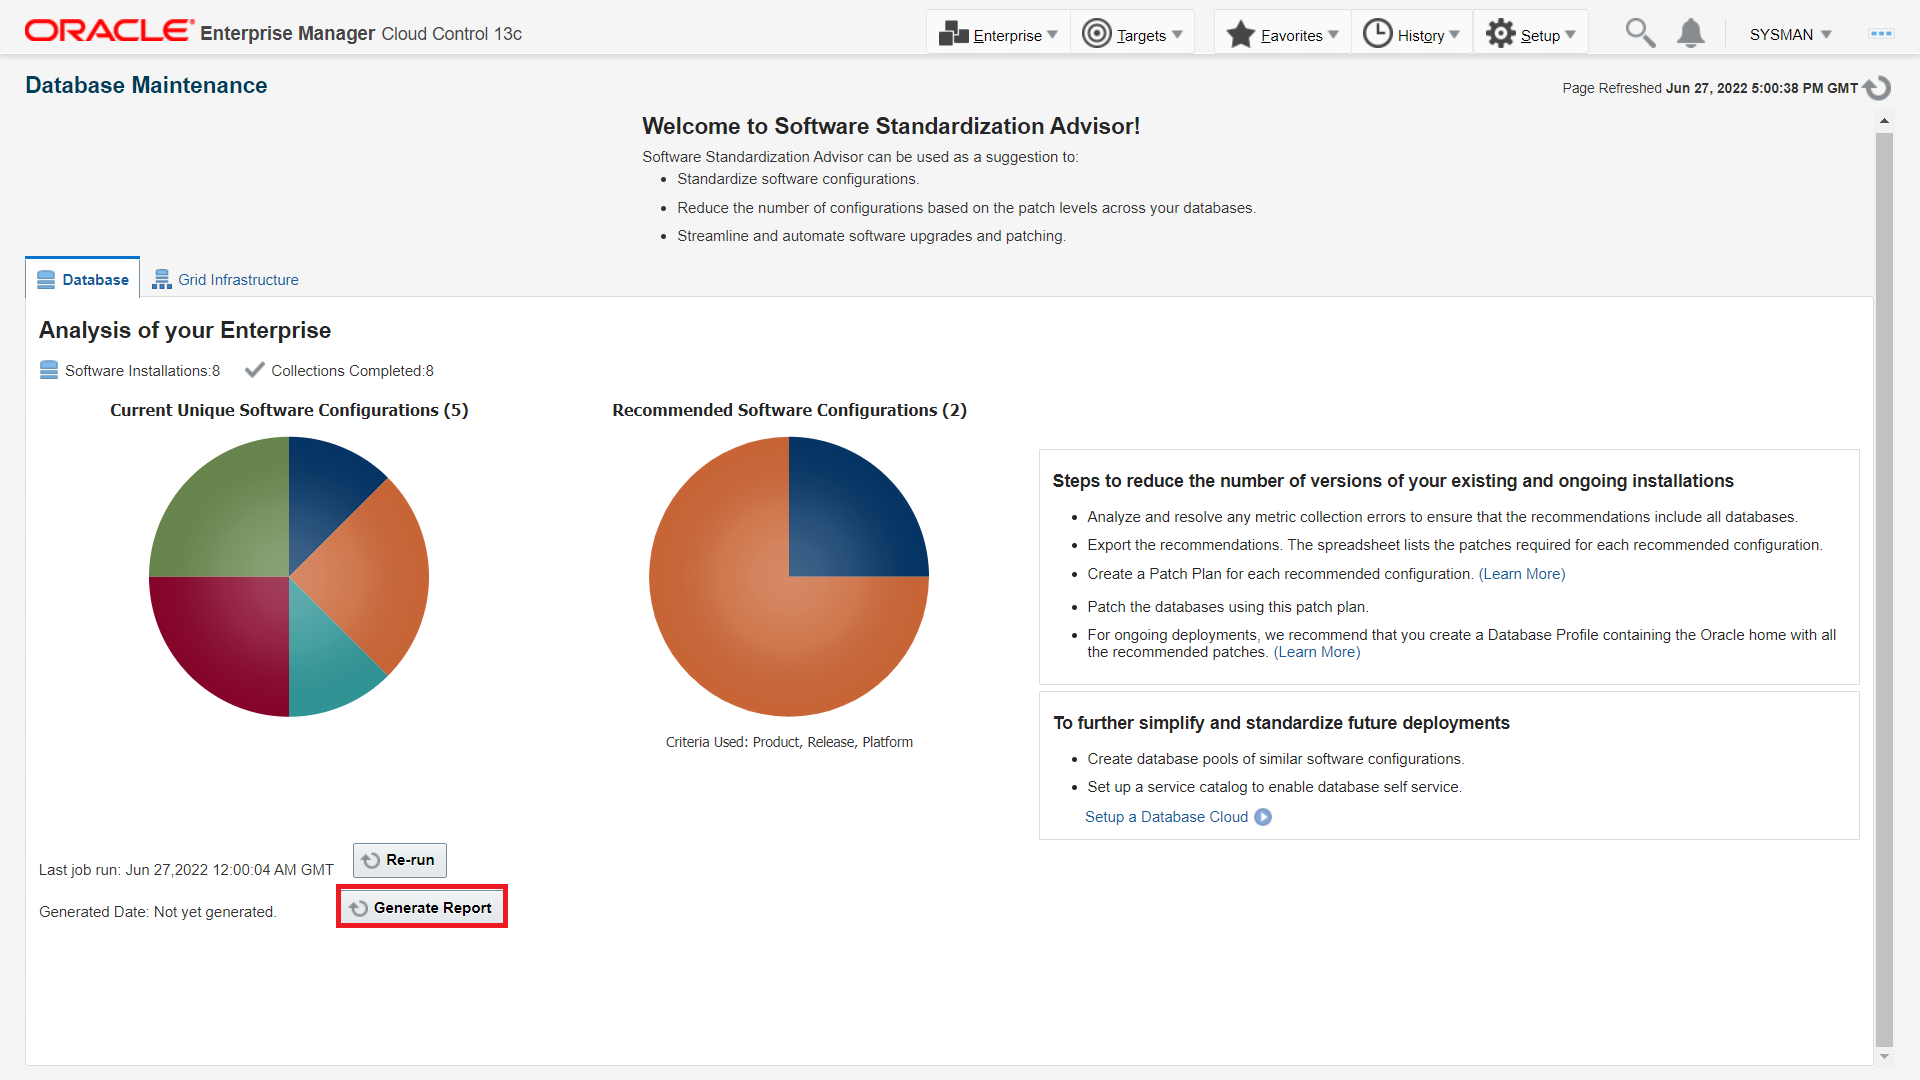 ORACLE Enterprise Manager Cloud Control 13c
Enterprise
Targets
Favorites
History
Setup
SYSMAN
Database Maintenance
Page Refreshed Jun 27, 2022 5:00:38 PM GMT
Welcome to Software Standardization Advisor!
Software Standardization Advisor can be used as a suggestion to:
• Standardize software configurations.
• Reduce the number of configurations based on the patch levels across your databases.
• Streamline and automate software upgrades and patching.
Database
Grid Infrastructure
Analysis of your Enterprise
Software Installations:8
Collections Completed:8
Current Unique Software Configurations (5)
Recommended Software Configurations (2)
Criteria Used: Product, Release, Platform
Steps to reduce the number of versions of your existing and ongoing installations
• Analyze and resolve any metric collection errors to ensure that the recommendations include all databases.
• Export the recommendations. The spreadsheet lists the patches required for each recommended configuration.
• Create a Patch Plan for each recommended configuration. (Learn More)
• Patch the databases using this patch plan.
• For ongoing deployments, we recommend that you create a Database Profile containing the Oracle home with all
the recommended patches. (Learn More)
To further simplify and standardize future deployments
• Create database pools of similar software configurations.
• Set up a service catalog to enable database self service.
Setup a Database Cloud
Last job run: Jun 27,2022 12:00:04 AM GMT
Re-run
Generated Date: Not yet generated.
Generate Report